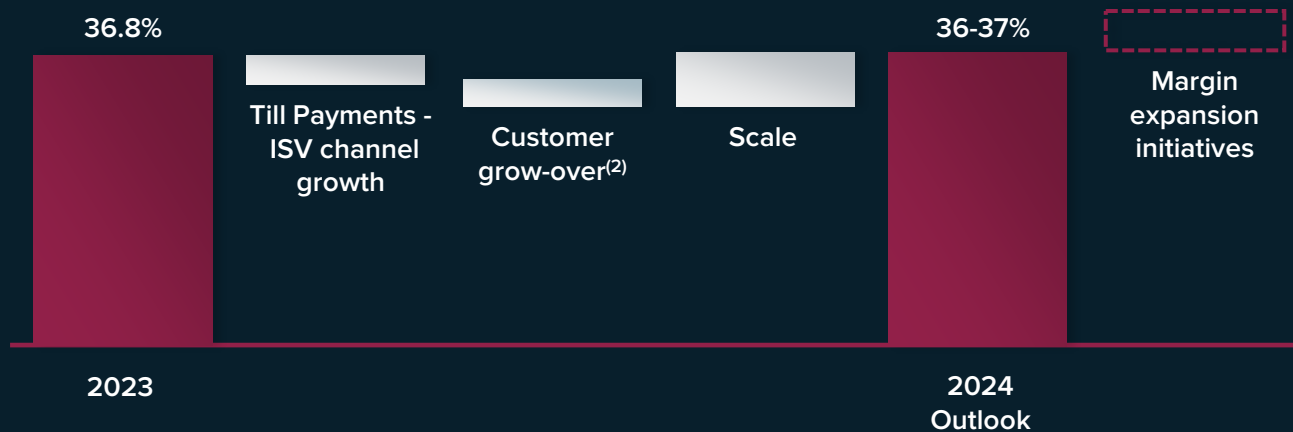 36.8%
36-37%
Till Payments -
ISV channel
growth
Customer
grow-over(2)
Scale
Margin
expansion
initiatives
2023
2024
Outlook